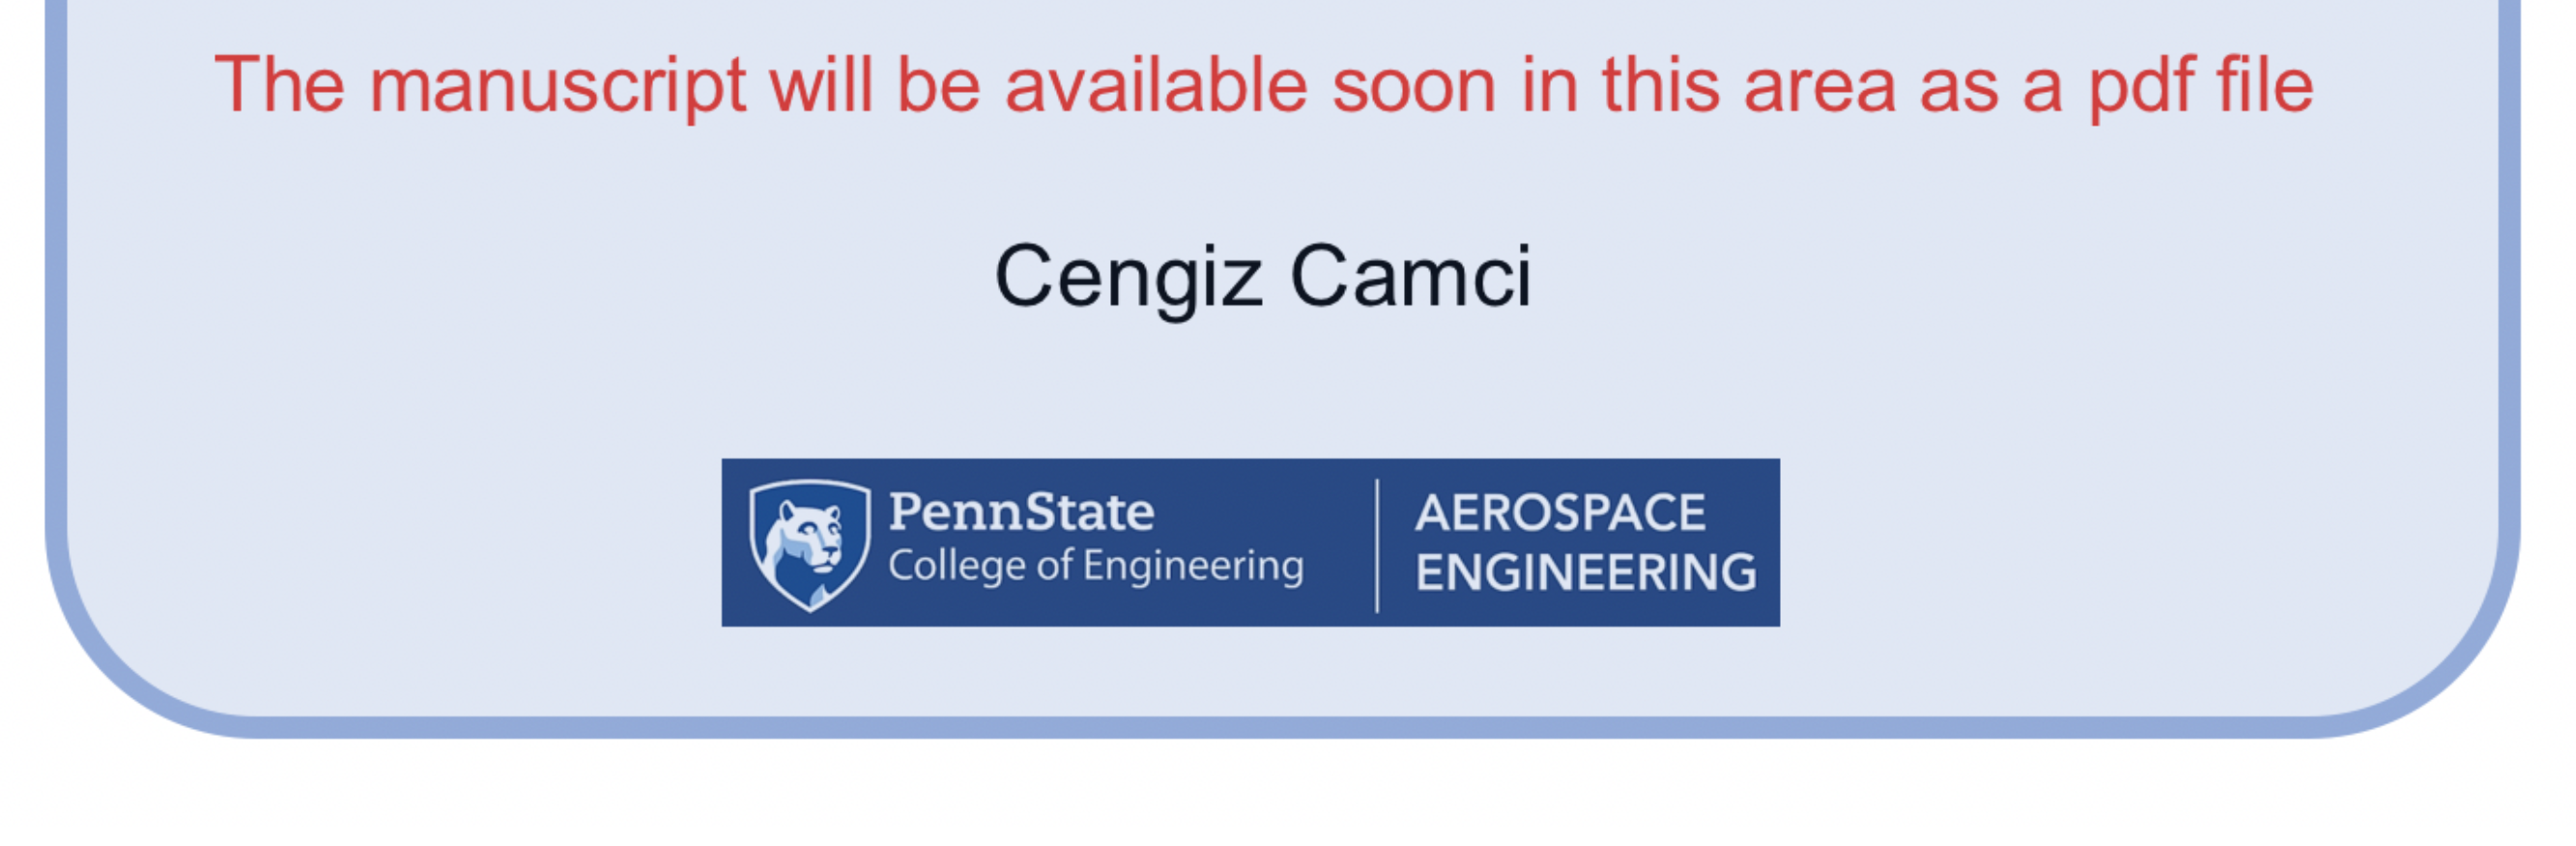 The manuscript will be available soon in this area as a pdf file
Cengiz Camci
PennState
College of Engineering
AEROSPACE
ENGINEERING